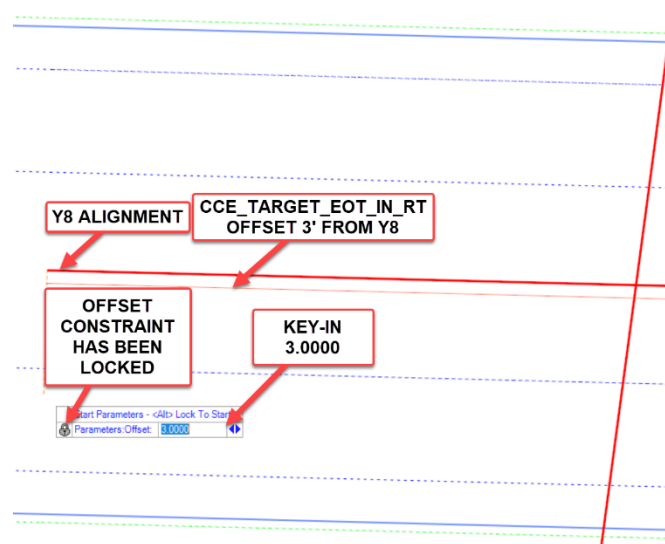 Y8 ALIGNMENT
CCE_TARGET_EOT_IN_RT
OFFSET 3' FROM Y8
OFFSET
CONSTRAINT
HAS BEEN
LOCKED
KEY-IN
3.0000
Start Parameters - <Alt> Lock To Start
Parameters:Offset: 3.0000